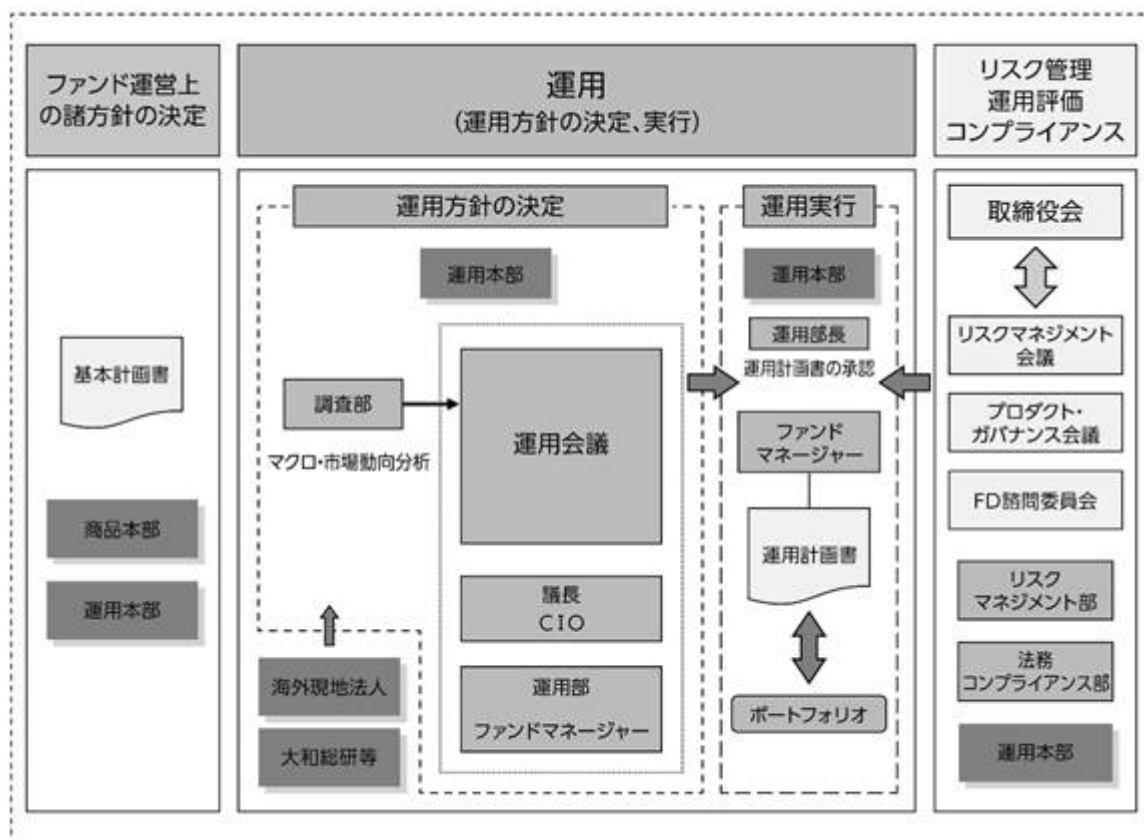 ファンド運営上
の諸方針の決定
運用
(運用方針の決定、実行)
リスク管理
運用評価
コンプライアンス
基本計画書
商品本部
運用本部
運用方針の決定
運用本部
調査部
マクロ・市場動向分析
運用会議
議長
CIO
運用部
ファンドマネージャー
海外現地法人
大和総研等
運用実行
運用本部
運用部長
運用計画書の承認
ファンド
マネージャー
運用計画書
ポートフォリオ
取締役会
リスクマネジメント
会議
プロダクト・
ガバナンス会議
FD諮問委員会
リスク
マネジメント部
法務
コンプライアンス部
運用本部